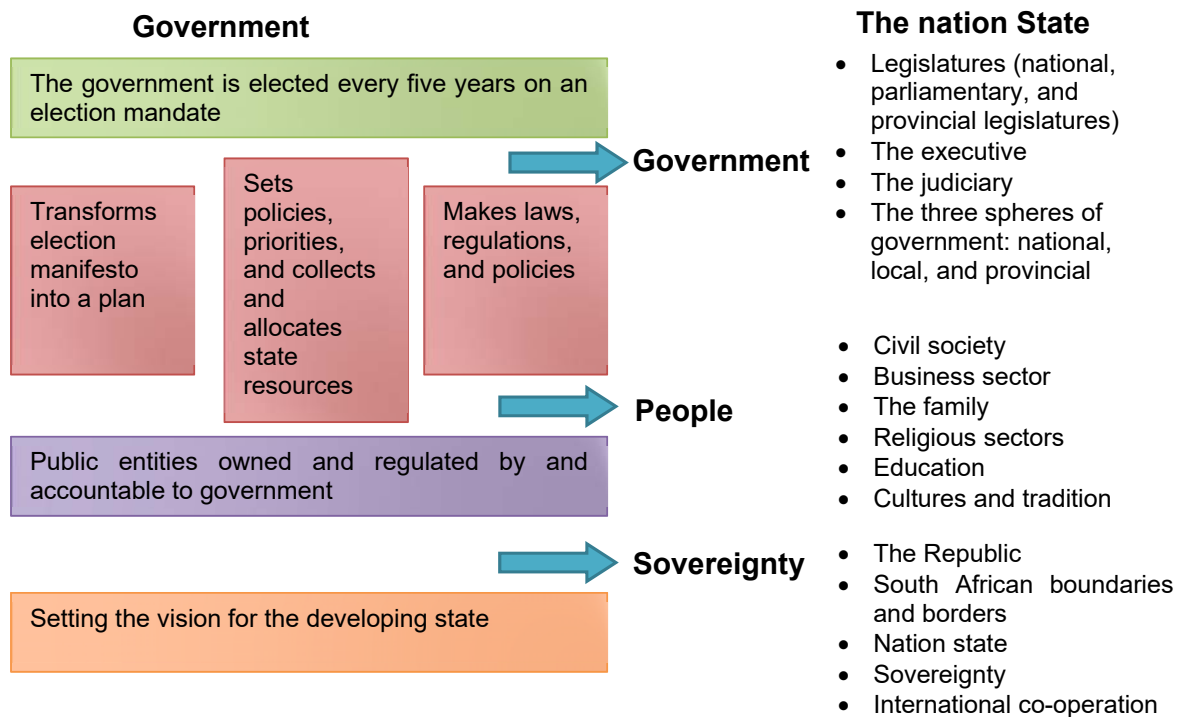 Government
The government is elected every five years on an
election mandate
Transforms
election
manifesto
into a plan
Sets
policies,
priorities,
and collects
and
allocates
state
resources
Makes laws,
regulations,
and policies
Public entities owned and regulated by and
accountable to government
Setting the vision for the developing state
Government
People
Sovereignty
The nation State
• Legislatures (national,
parliamentary, and
provincial legislatures)
• The executive
• The judiciary
• The three spheres of
government: national,
local, and provincial
• Civil society
• Business sector
• The family
• Religious sectors
• Education
• Cultures and tradition
• The Republic
• South African boundaries
and borders
• Nation state
• Sovereignty
• International co-operation